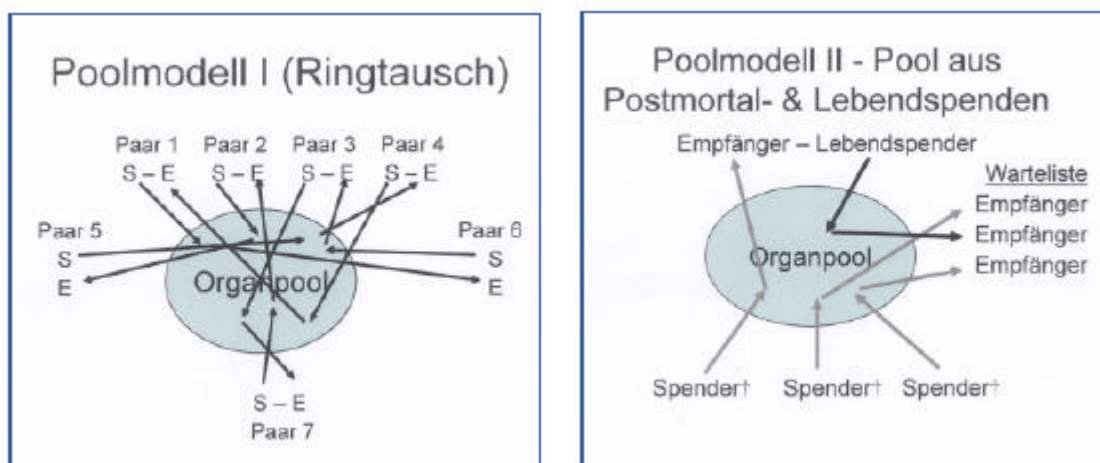 Poolmodell I (Ringtausch)
Paar 1 Paar 2 Paar 3 Paar 4
S – E S – E S – E S – E
Paar 5
S
E
Paar 6
S
E
Organpool
S – E
Paar 7
Poolmodell II - Pool aus
Postmortal- & Lebendspenden
Empfänger – Lebendspender
Warteliste
Empfänger
Empfänger
Empfänger
Organpool
Spender† Spender† Spender†